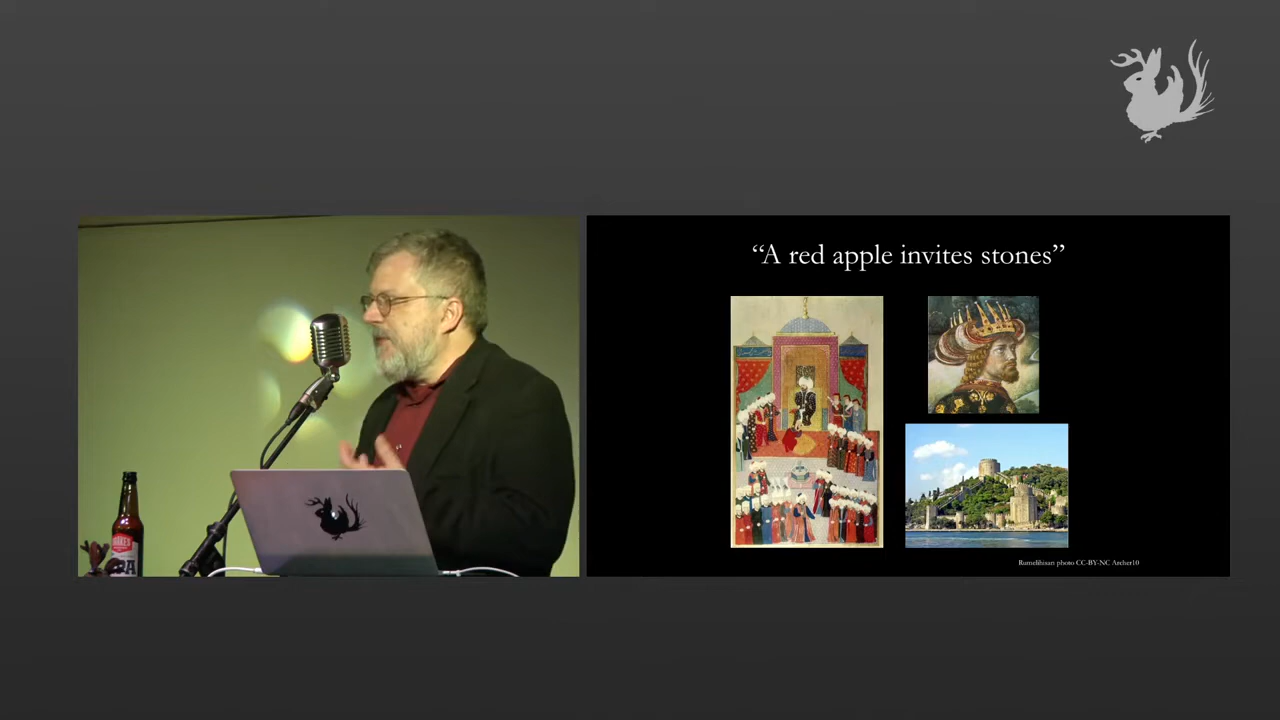 “A red apple invites stones”
Rumelihisarı photo CC-BY-NC Archer10